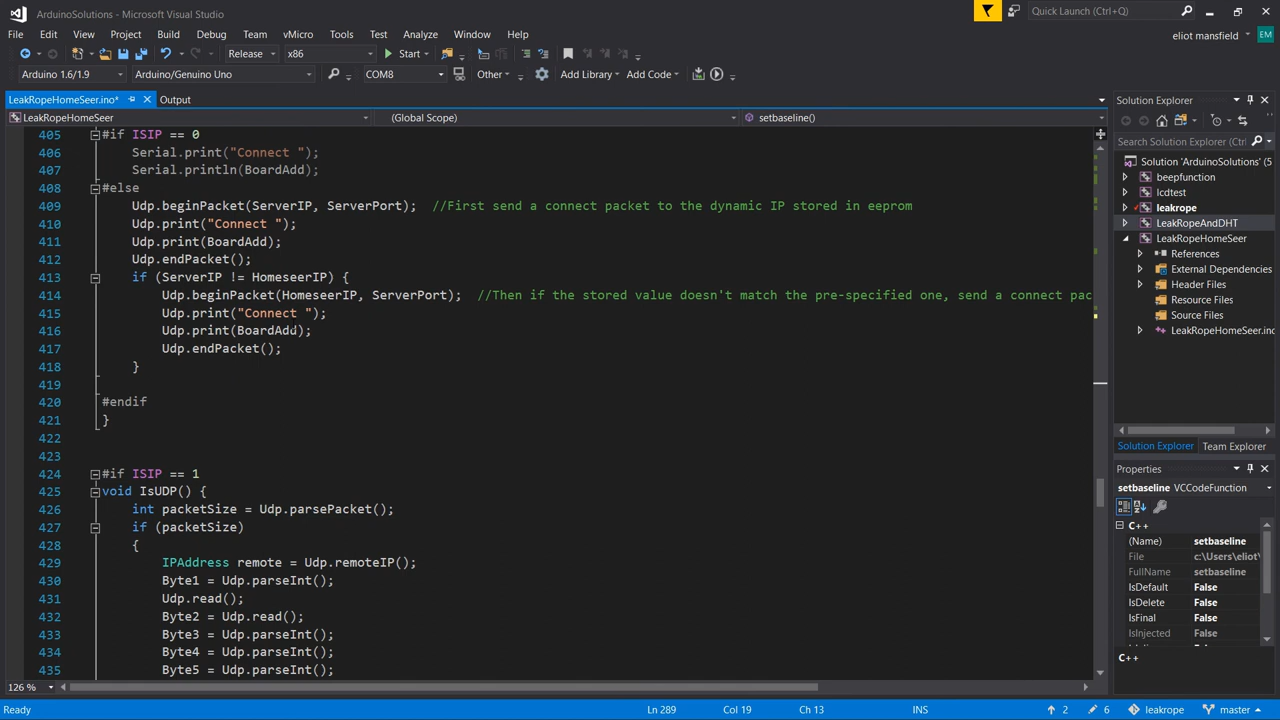 ArduinoSolutions - Microsoft Visual Studio
Quick Launch (Ctrl+Q)
File Edit View Project Build Debug Team vMicro Tools Test Analyze Window Help
eliot mansfield EM
Release x86 Start
Arduino 1.6/1.9 Arduino/Genuino Uno COM8 Other Add Library Add Code
LeakRopeHomeSeer.ino* Output
LeakRopeHomeSeer (Global Scope) setbaseline()
405 #if ISIP == 0
406 Serial.print("Connect ");
407 Serial.println(BoardAdd);
408 #else
409 Udp.beginPacket(ServerIP, ServerPort); //First send a connect packet to the dynamic IP stored in eeprom
410 Udp.print("Connect ");
411 Udp.print(BoardAdd);
412 Udp.endPacket();
413 if (ServerIP != HomeseerIP) {
414 Udp.beginPacket(HomeseerIP, ServerPort); //Then if the stored value doesn't match the pre-specified one, send a connect pac
415 Udp.print("Connect ");
416 Udp.print(BoardAdd);
417 Udp.endPacket();
418 }
419
420 #endif
421 }
422
423
424 #if ISIP == 1
425 void IsUDP() {
426 int packetSize = Udp.parsePacket();
427 if (packetSize)
428 {
429 IPAddress remote = Udp.remoteIP();
430 Byte1 = Udp.parseInt();
431 Udp.read();
432 Byte2 = Udp.read();
433 Byte3 = Udp.parseInt();
434 Byte4 = Udp.parseInt();
435 Byte5 = Udp.parseInt();
126 %
Solution Explorer
Search Solution Explorer (Ctrl
Solution 'ArduinoSolutions' (5
beepfunction
lcdtest
leakrope
LeakRopeAndDHT
LeakRopeHomeSeer
References
External Dependencies
Header Files
Resource Files
Source Files
LeakRopeHomeSeer.ino
Solution Explorer Team Explorer
Properties
setbaseline VCCodeFunction
C++
(Name) setbaseline
File c:\Users\eliot\
FullName setbaseline
IsDefault False
IsDelete False
IsFinal False
IsInjected False
C++
Ready Ln 289 Col 19 Ch 13 INS 2 6 leakrope master